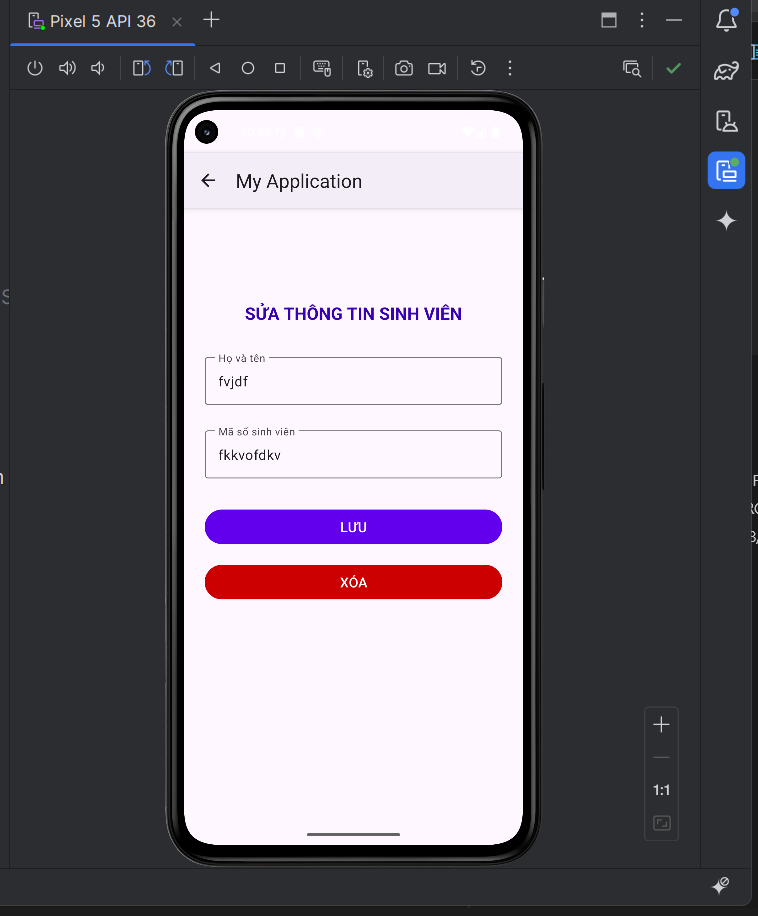 Pixel 5 API 36
My Application
SỬA THÔNG TIN SINH VIÊN
Họ và tên
fvjdf
Mã số sinh viên
fkkvofdkv
LƯU
XÓA
1:1